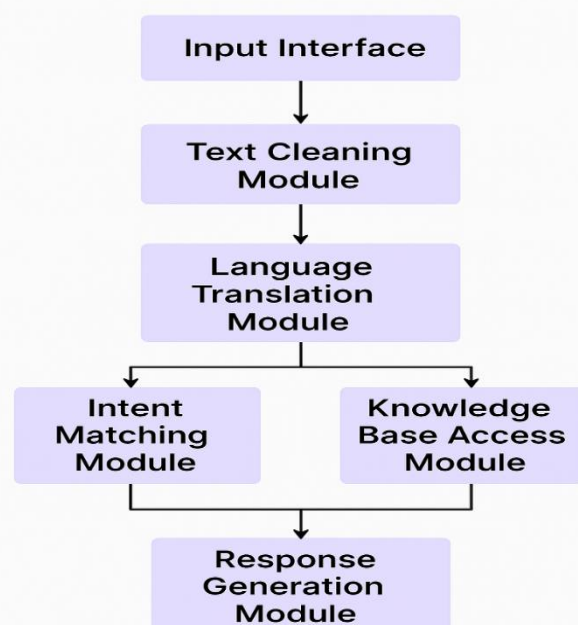 Input Interface
Text Cleaning
Module
Language
Translation
Module
Intent
Matching
Module
Knowledge
Base Access
Module
Response
Generation
Module